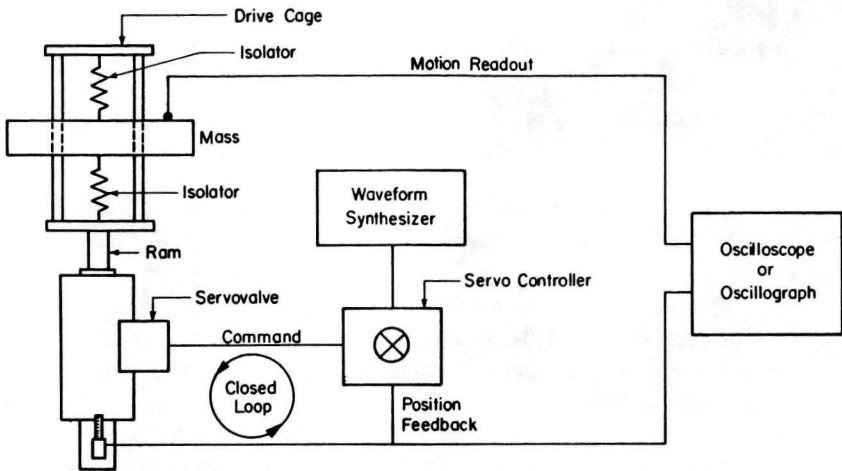 Drive Cage
Isolator
Motion Readout
Mass
Isolator
Waveform
Synthesizer
Ram
Servo Controller
Oscilloscope
or
Oscillograph
Servovalve
Command
Closed
Loop
Position
Feedback